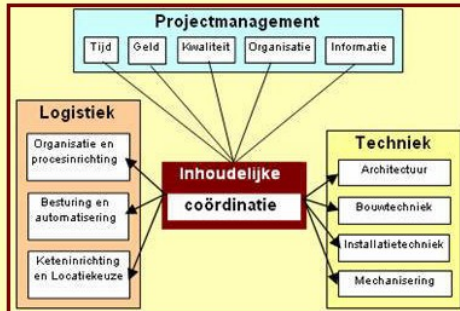 Projectmanagement
Tijd
Geld
Kwaliteit
Organisatie
Informatie
Logistiek
Organisatie en
procesinrichting
Besturing en
automatisering
Keteninrichting
en Locatiekeuze
Inhoudelijke
coördinatie
Techniek
Architectuur
Bouwtechniek
Installatietechniek
Mechanisering